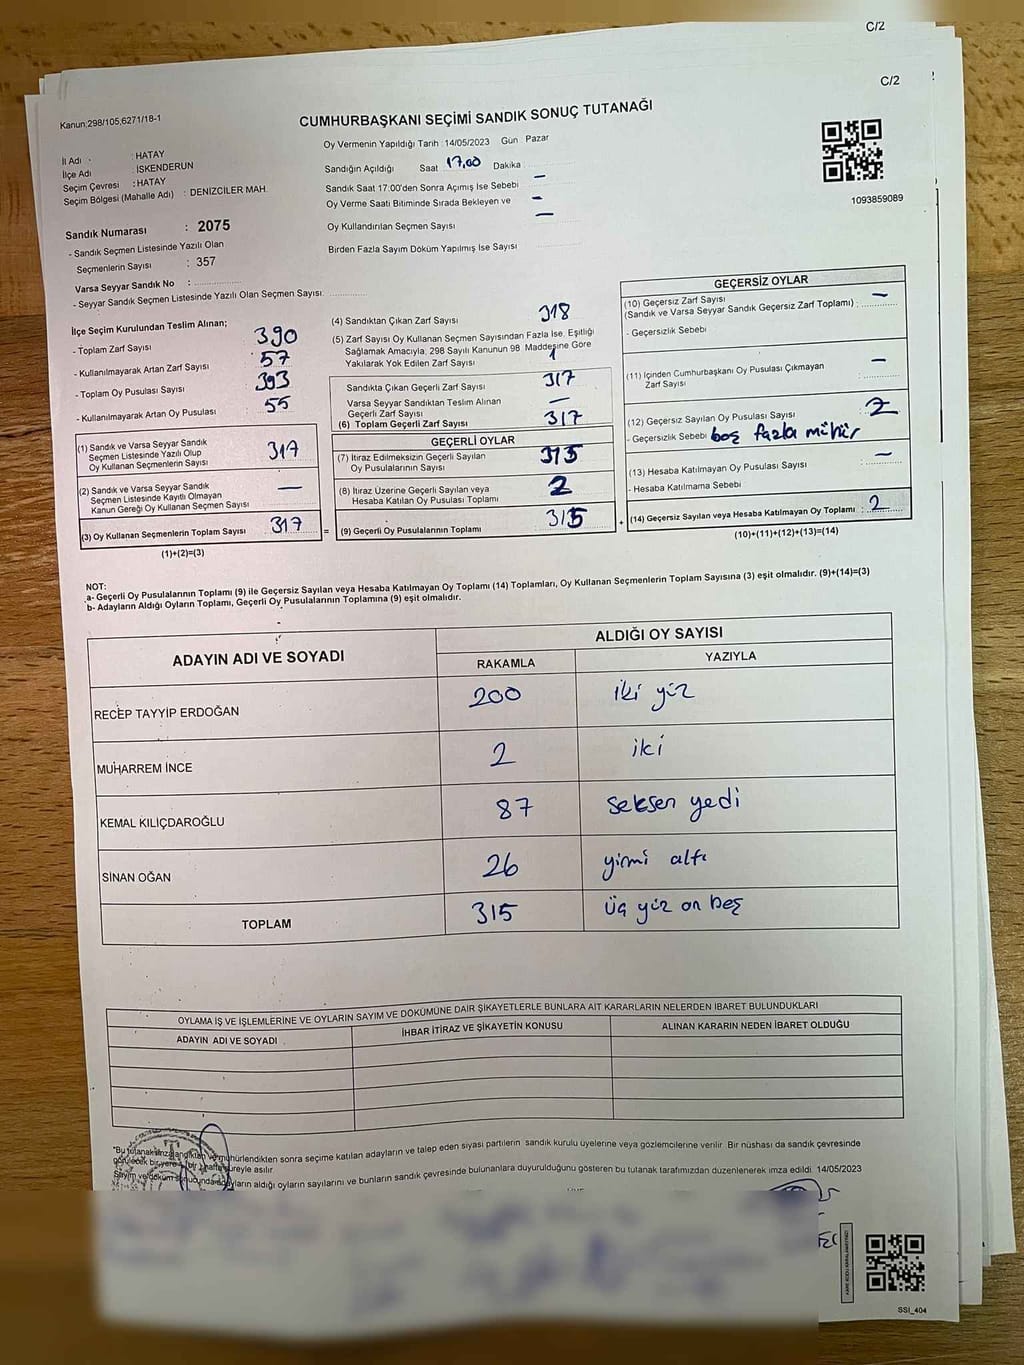 C/2
C/2
Kanun;298/105,6271/18-1
CUMHURBAŞKANI SEÇİMİ SANDIK SONUÇ TUTANAĞI
İl Adı : HATAY
İlçe Adı : İSKENDERUN
Seçim Çevresi : HATAY
Seçim Bölgesi (Mahalle Adı) : DENİZCİLER MAH.
Oy Vermenin Yapıldığı Tarih : 14/05/2023 Gün : Pazar
Sandığın Açıldığı Saat 17,00 Dakika —
Sandık Saat 17:00'den Sonra Açımış İse Sebebi —
Oy Verme Saati Bitiminde Sırada Bekleyen ve
Oy Kullandırılan Seçmen Sayısı —
Birden Fazla Sayım Döküm Yapılmış İse Sayısı
1093859089
Sandık Numarası : 2075
- Sandık Seçmen Listesinde Yazılı Olan
Seçmenlerin Sayısı : 357
Varsa Seyyar Sandık No :
- Seyyar Sandık Seçmen Listesinde Yazılı Olan Seçmen Sayısı:
İlçe Seçim Kurulundan Teslim Alınan;
- Toplam Zarf Sayısı 390
- Kullanılmayarak Artan Zarf Sayısı 57
- Toplam Oy Pusulası Sayısı 393
- Kullanılmayarak Artan Oy Pusulası 55
(1) Sandık ve Varsa Seyyar Sandık
Seçmen Listesinde Yazılı Olup
Oy Kullanan Seçmenlerin Sayısı 317
(2) Sandık ve Varsa Seyyar Sandık
Seçmen Listesinde Kayıtlı Olmayan
Kanun Gereği Oy Kullanan Seçmen Sayısı —
(3) Oy Kullanan Seçmenlerin Toplam Sayısı 317 =
(1)+(2)=(3)
(4) Sandıktan Çıkan Zarf Sayısı 318
(5) Zarf Sayısı Oy Kullanan Seçmen Sayısından Fazla İse, Eşitliği
Sağlamak Amacıyla, 298 Sayılı Kanunun 98. Maddesine Göre
Yakılarak Yok Edilen Zarf Sayısı 1
Sandıkta Çıkan Geçerli Zarf Sayısı 317
Varsa Seyyar Sandıktan Teslim Alınan
Geçerli Zarf Sayısı —
(6) Toplam Geçerli Zarf Sayısı 317
GEÇERLİ OYLAR
(7) İtiraz Edilmeksizin Geçerli Sayılan
Oy Pusulalarının Sayısı 315
(8) İtiraz Üzerine Geçerli Sayılan veya
Hesaba Katılan Oy Pusulası Toplamı 2
(9) Geçerli Oy Pusulalarının Toplamı 315 +
GEÇERSİZ OYLAR
(10) Geçersiz Zarf Sayısı
(Sandık ve Varsa Seyyar Sandık Geçersiz Zarf Toplamı) : —
- Geçersizlik Sebebi
(11) İçinden Cumhurbaşkanı Oy Pusulası Çıkmayan
Zarf Sayısı : —
(12) Geçersiz Sayılan Oy Pusulası Sayısı : 2
- Geçersizlik Sebebi boş fazla mühür
(13) Hesaba Katılmayan Oy Pusulası Sayısı : —
- Hesaba Katılmama Sebebi
(14) Geçersiz Sayılan veya Hesaba Katılmayan Oy Toplamı : 2
(10)+(11)+(12)+(13)=(14)
NOT:
a- Geçerli Oy Pusulalarının Toplamı (9) ile Geçersiz Sayılan veya Hesaba Katılmayan Oy Toplamı (14) Toplamları, Oy Kullanan Seçmenlerin Toplam Sayısına (3) eşit olmalıdır. (9)+(14)=(3)
b- Adayların Aldığı Oyların Toplamı, Geçerli Oy Pusulalarının Toplamına (9) eşit olmalıdır.
ADAYIN ADI VE SOYADI
ALDIĞI OY SAYISI
RAKAMLA YAZIYLA
RECEP TAYYİP ERDOĞAN 200 iki yüz
MUHARREM İNCE 2 iki
KEMAL KILIÇDAROĞLU 87 seksen yedi
SİNAN OĞAN 26 yirmi altı
TOPLAM 315 üç yüz on beş
OYLAMA İŞ VE İŞLEMLERİNE VE OYLARIN SAYIM VE DÖKÜMÜNE DAİR ŞİKAYETLERLE BUNLARA AİT KARARLARIN NELERDEN İBARET BULUNDUKLARI
ADAYIN ADI VE SOYADI İHBAR İTİRAZ VE ŞİKAYETİN KONUSU ALINAN KARARIN NEDEN İBARET OLDUĞU
"Bu tutanak mühürlendikten sonra seçime katılan adayların ve talep eden siyasi partilerin sandık kurulu üyelerine veya gözlemcilerine verilir. Bir nüshası da sandık çevresinde
görülecek bir yere bir hafta süreyle asılır.
Sayım ve döküm sonucunda adayların aldığı oyların sayılarını ve bunların sandık çevresinde bulunanlara duyurulduğunu gösteren bu tutanak tarafımızdan düzenlenerek imza edildi. 14/05/2023
SSI_404